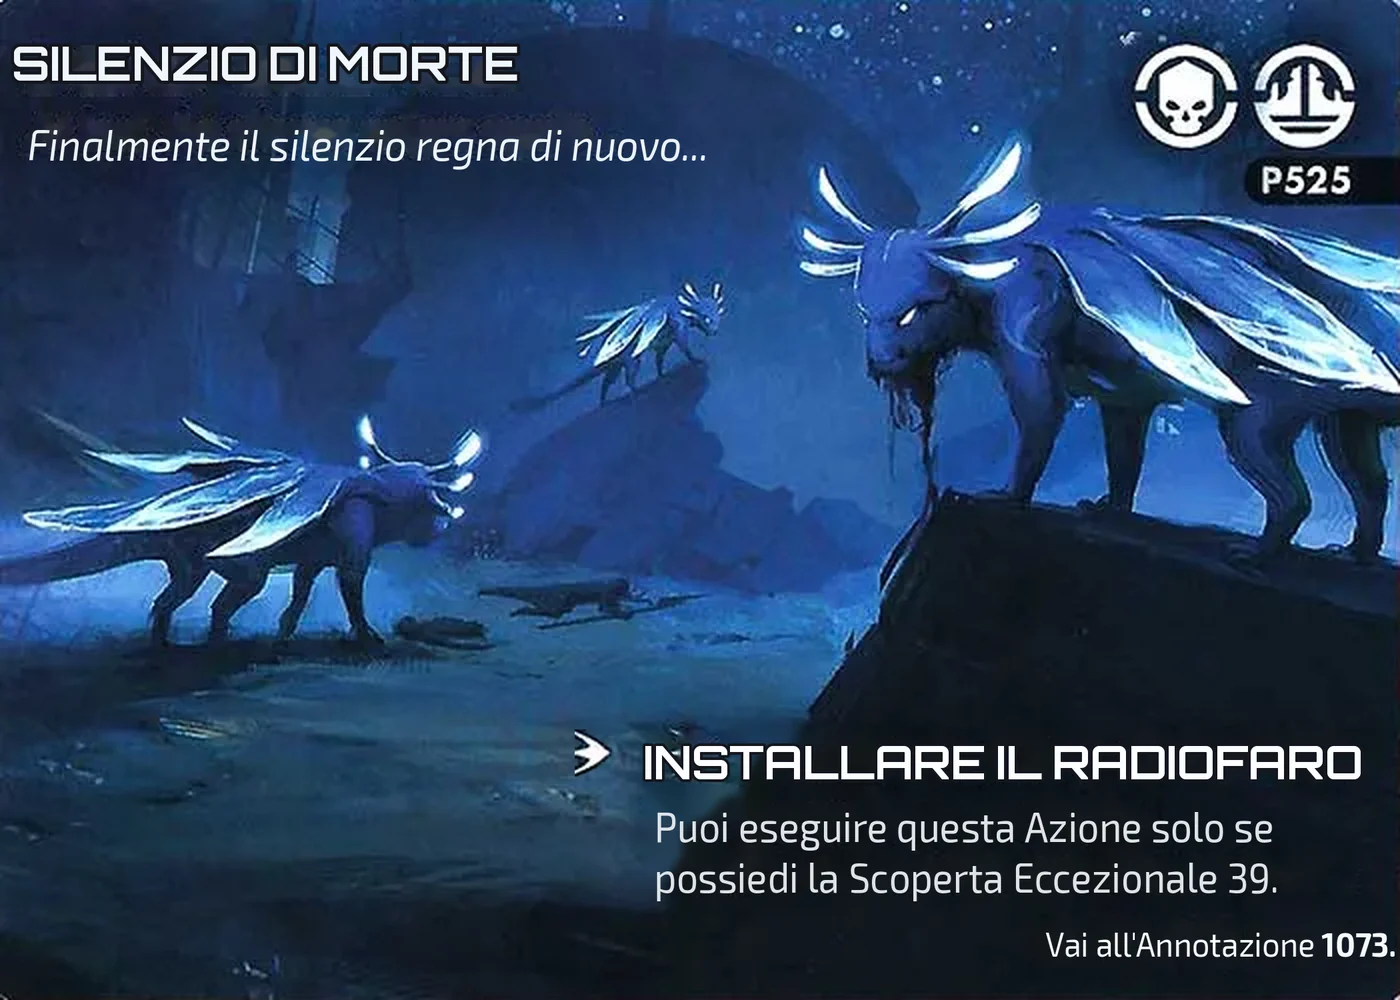 SILENZIO DI MORTE
Finalmente il silenzio regna di nuovo...
P525
INSTALLARE IL RADIOFARO
Puoi eseguire questa Azione solo se
possiedi la Scoperta Eccezionale 39.
Vai all'Annotazione 1073.